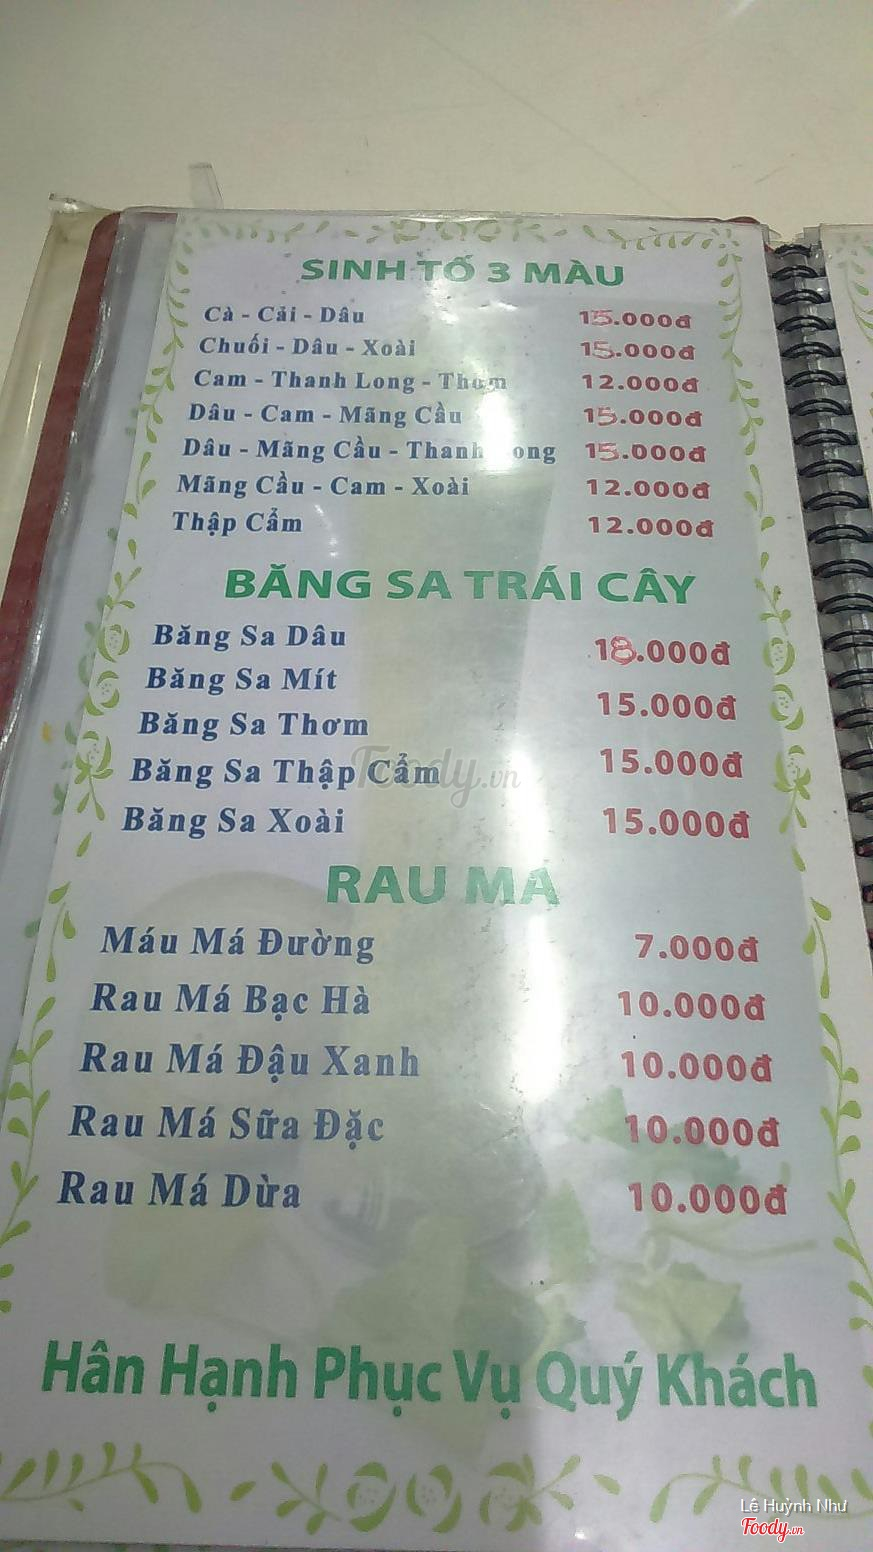 SINH TỐ 3 MÀU
Cà - Cải - Dâu 15.000đ
Chuối - Dâu - Xoài 15.000đ
Cam - Thanh Long - Thơm 12.000đ
Dâu - Cam - Mãng Cầu 15.000đ
Dâu - Mãng Cầu - Thanh Long 15.000đ
Mãng Cầu - Cam - Xoài 12.000đ
Thập Cẩm 12.000đ
BĂNG SA TRÁI CÂY
Băng Sa Dâu 18.000đ
Băng Sa Mít
15.000đ
Băng Sa Thơm
Băng Sa Thập Cẩm 15.000đ
Băng Sa Xoài 15.000đ
Foody.vn
RAU MÁ
Máu Má Đường 7.000đ
Rau Má Bạc Hà 10.000đ
Rau Má Đậu Xanh 10.000đ
Rau Má Sữa Đặc 10.000đ
Rau Má Dừa 10.000đ
Hân Hạnh Phục Vụ Quý Khách
Lê Huỳnh Như
Foody.vn